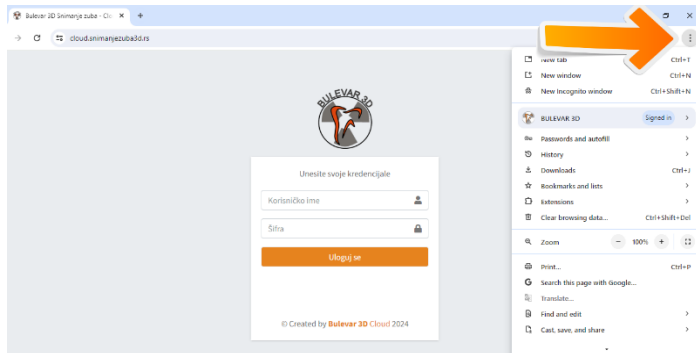 Bulevar 3D Snimanje zuba - Clo
cloud.snimanjezuba3d.rs
New tab Ctrl+T
New window Ctrl+N
New Incognito window Ctrl+Shift+N
BULEVAR 3D Signed in
Passwords and autofill
History
Downloads Ctrl+J
Bookmarks and lists
Extensions
Clear browsing data... Ctrl+Shift+Del
Zoom - 100% +
Print... Ctrl+P
Search this page with Google...
Translate...
Find and edit
Cast, save, and share
BULEVAR 3D
Unesite svoje kredencijale
Korisničko ime
Šifra
Uloguj se
© Created by Bulevar 3D Cloud 2024